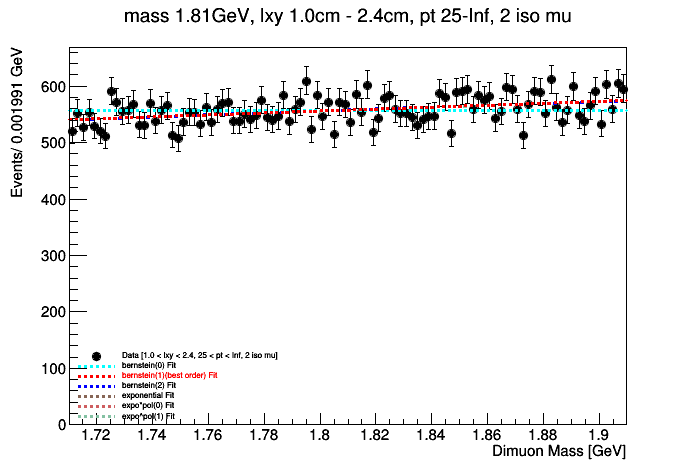 mass 1.81GeV, lxy 1.0cm - 2.4cm, pt 25-Inf, 2 iso mu
Events/ 0.001991 GeV
600
500
400
300
200
100
0
Data [1.0 < lxy < 2.4, 25 < pt < Inf, 2 iso mu]
bernstein(0) Fit
bernstein(1)(best order) Fit
bernstein(2) Fit
exponential Fit
expo*pol(0) Fit
expo*pol(1) Fit
1.72 1.74 1.76 1.78 1.8 1.82 1.84 1.86 1.88 1.9
Dimuon Mass [GeV]